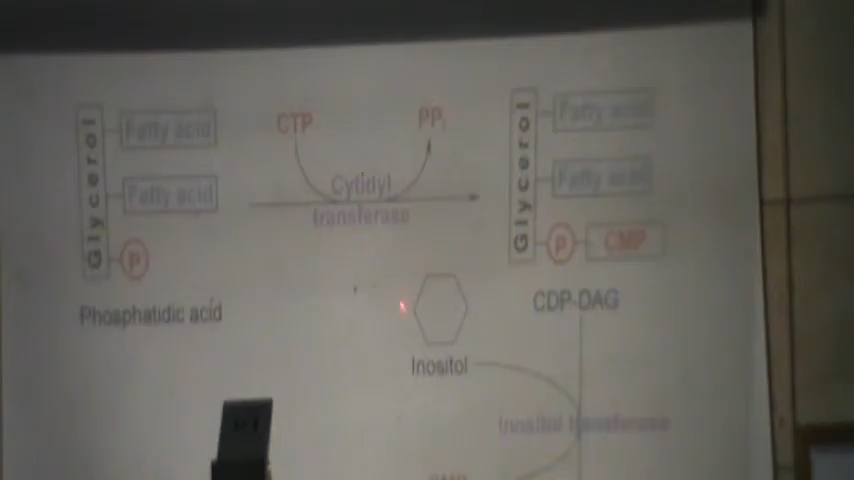 Glycerol
Fatty acid
Fatty acid
P
Phosphatidic acid
CTP
PPi
Cytidyl
transferase
Glycerol
Fatty acid
Fatty acid
P
CMP
CDP-DAG
Inositol
Inositol transferase
CMP